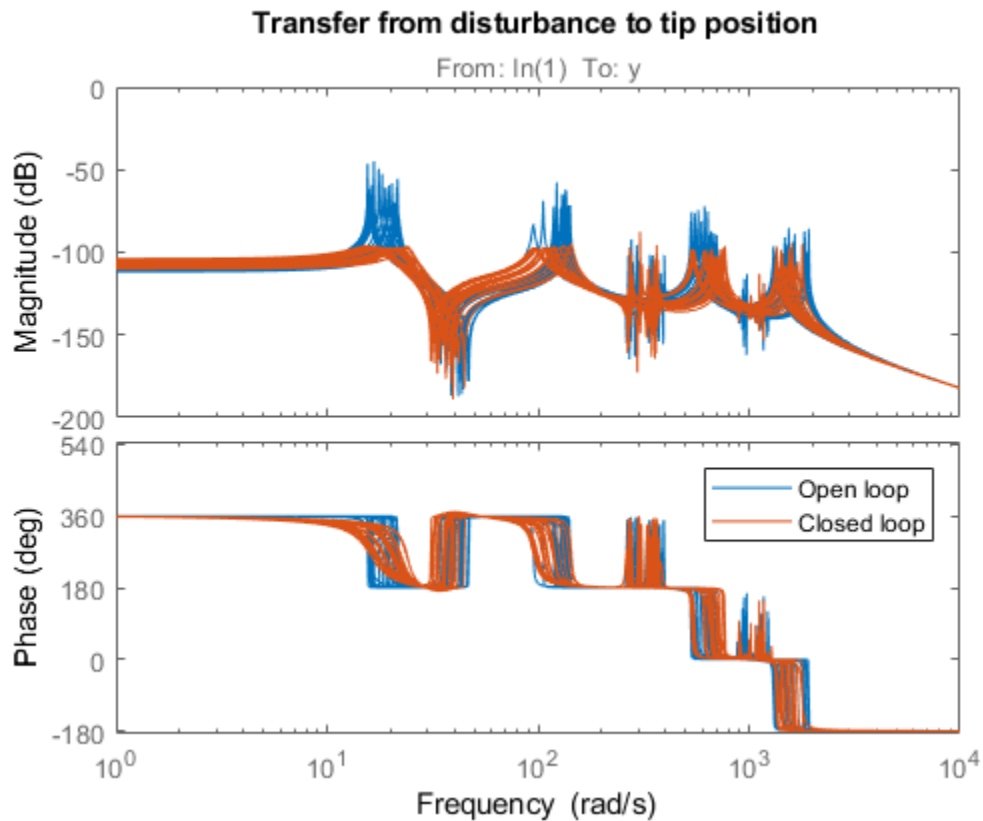 Transfer from disturbance to tip position
From: In(1) To: y
Magnitude (dB)
0
-50
-100
-150
-200
Phase (deg)
540
360
180
0
-180
Open loop
Closed loop
10^0
10^1
10^2
10^3
10^4
Frequency (rad/s)